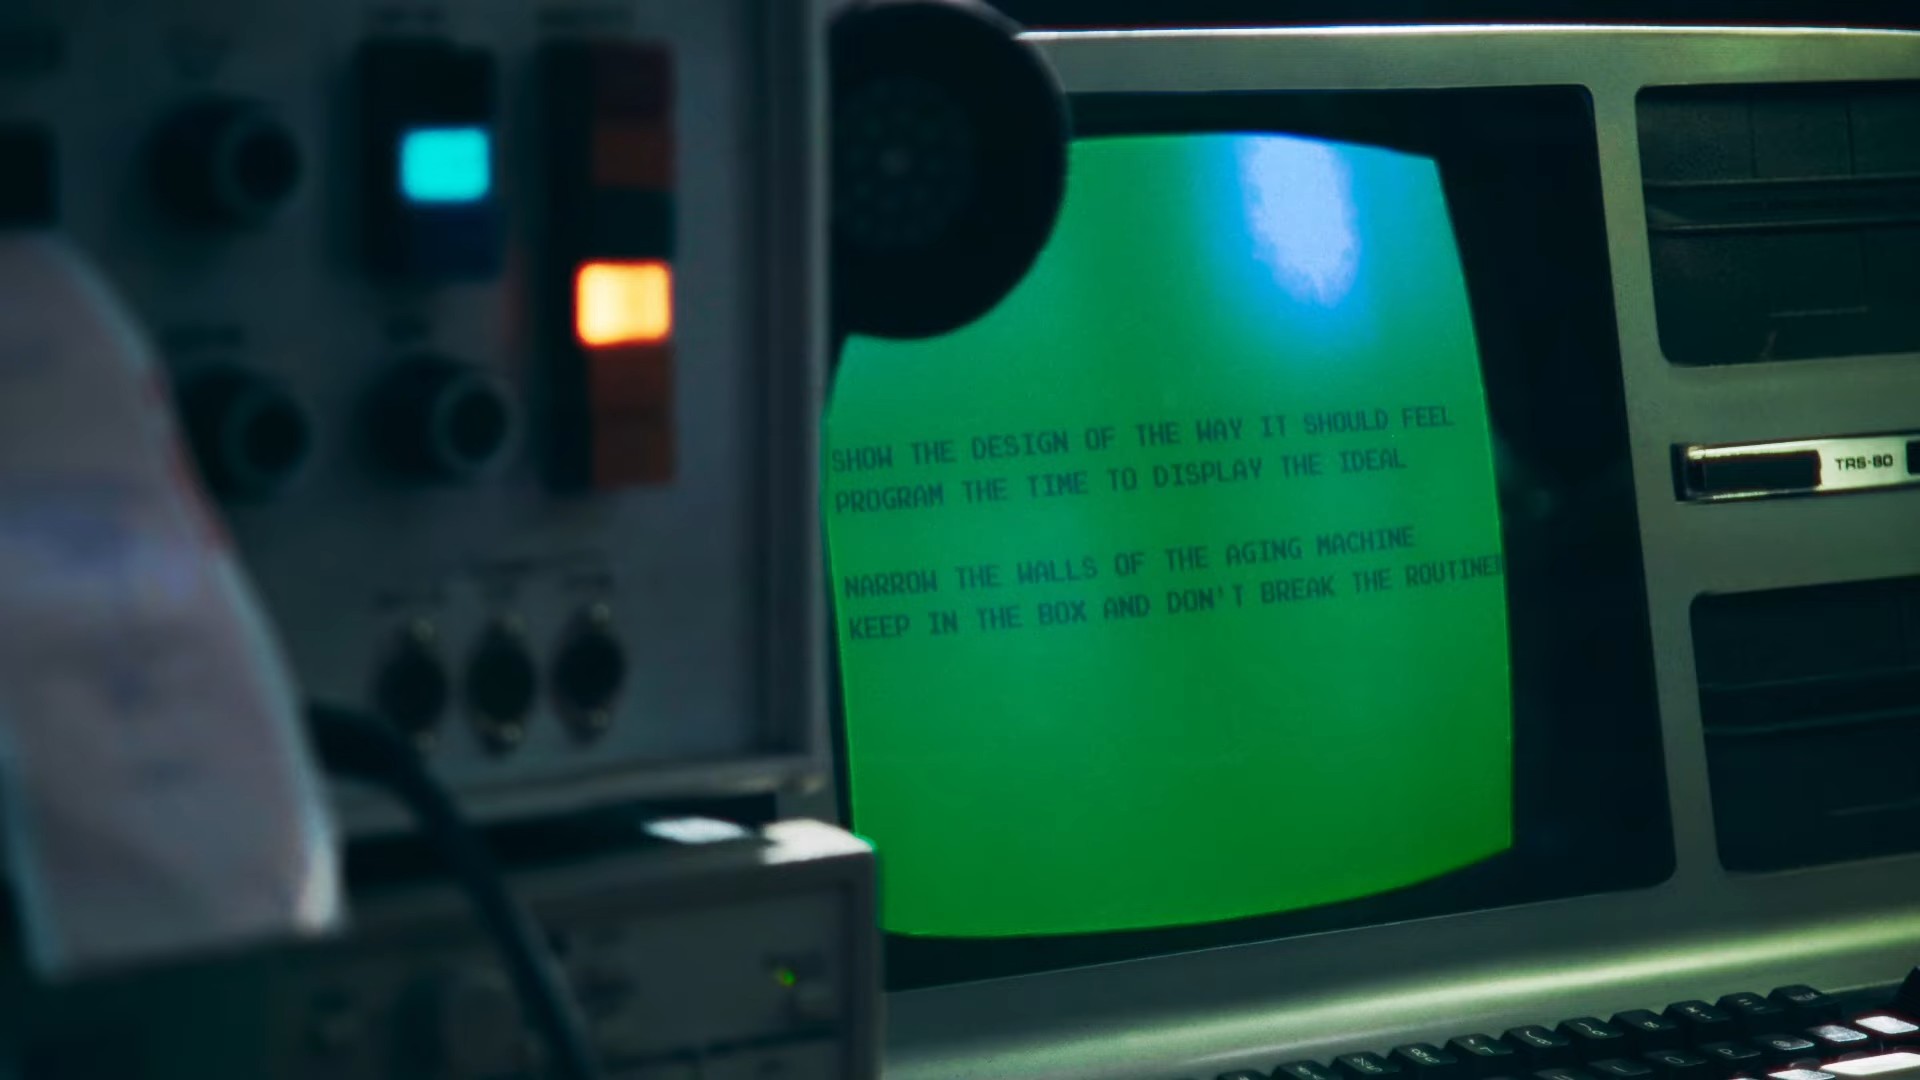 SHOW THE DESIGN OF THE WAY IT SHOULD FEEL
PROGRAM THE TIME TO DISPLAY THE IDEAL
NARROW THE WALLS OF THE AGING MACHINE
KEEP IN THE BOX AND DON'T BREAK THE ROUTINE
TRS-80